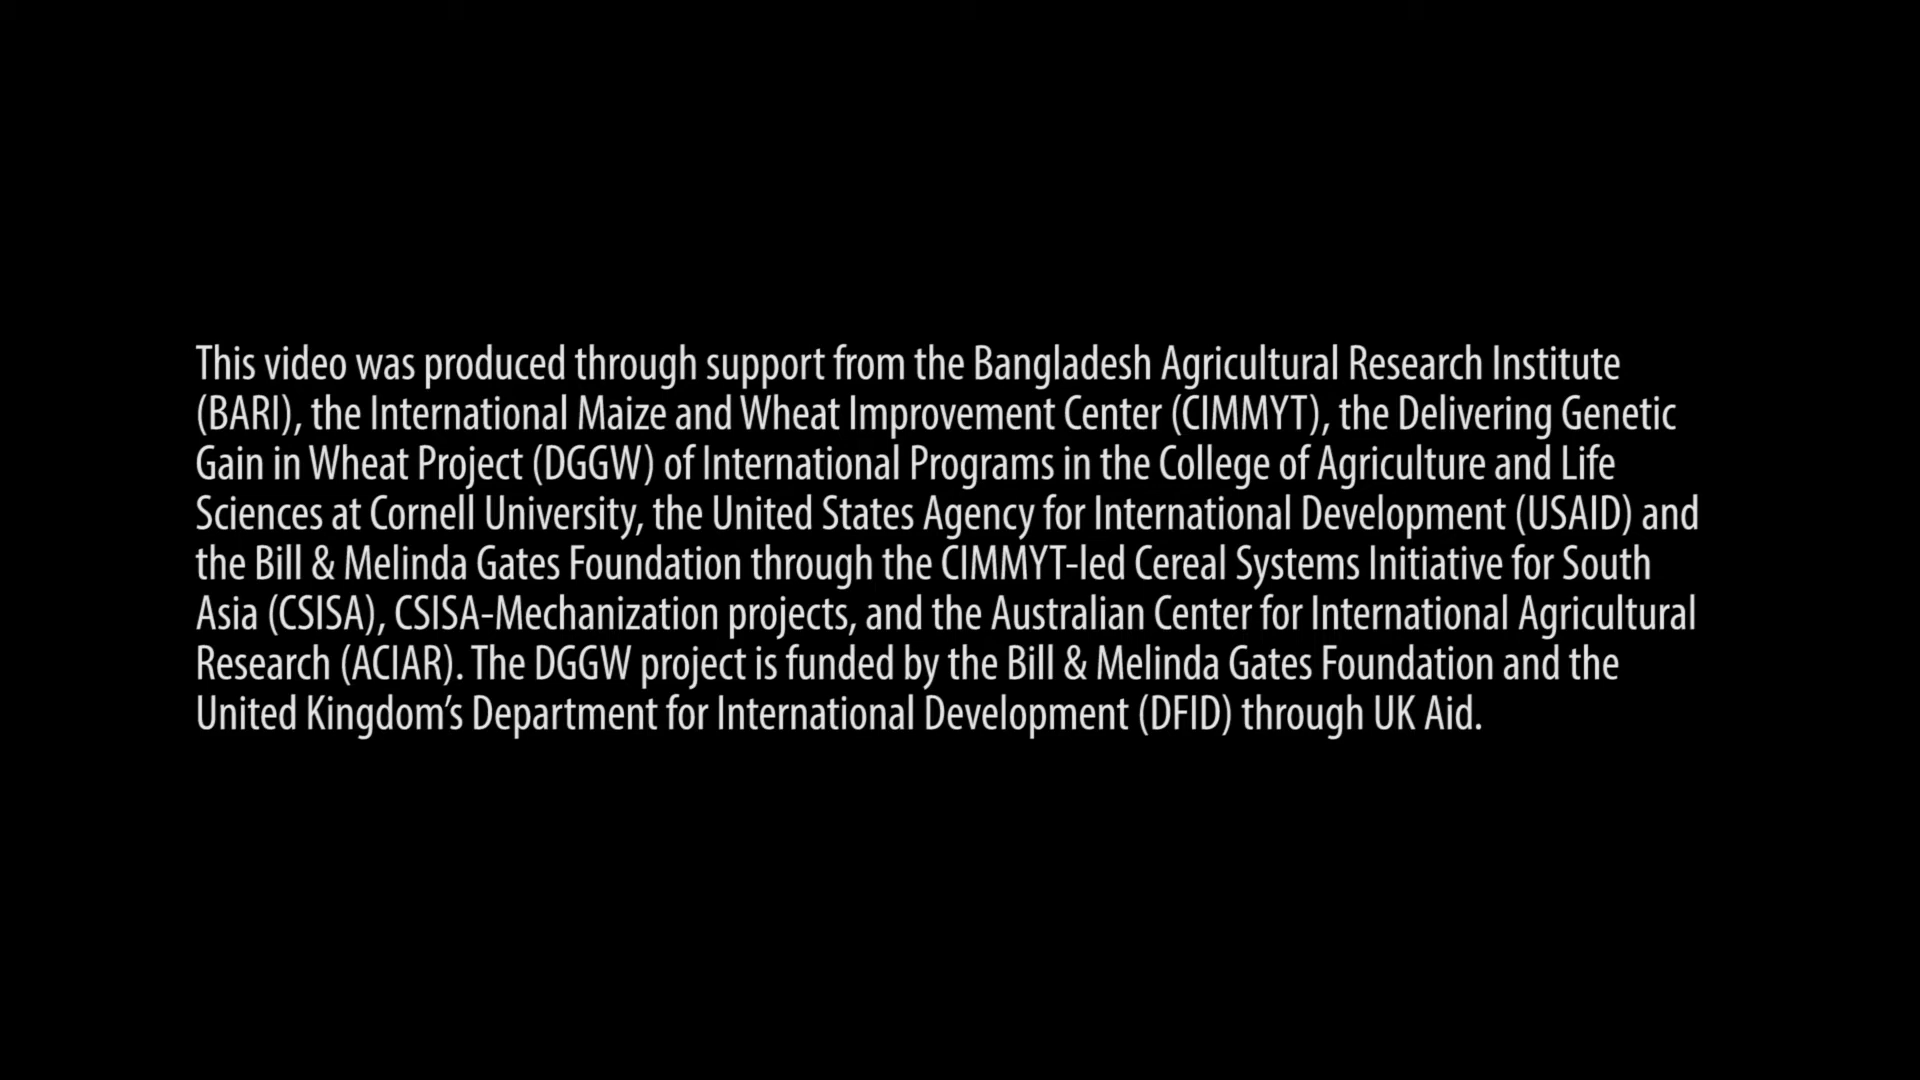 This video was produced through support from the Bangladesh Agricultural Research Institute
(BARI), the International Maize and Wheat Improvement Center (CIMMYT), the Delivering Genetic
Gain in Wheat Project (DGGW) of International Programs in the College of Agriculture and Life
Sciences at Cornell University, the United States Agency for International Development (USAID) and
the Bill & Melinda Gates Foundation through the CIMMYT-led Cereal Systems Initiative for South
Asia (CSISA), CSISA-Mechanization projects, and the Australian Center for International Agricultural
Research (ACIAR). The DGGW project is funded by the Bill & Melinda Gates Foundation and the
United Kingdom’s Department for International Development (DFID) through UK Aid.